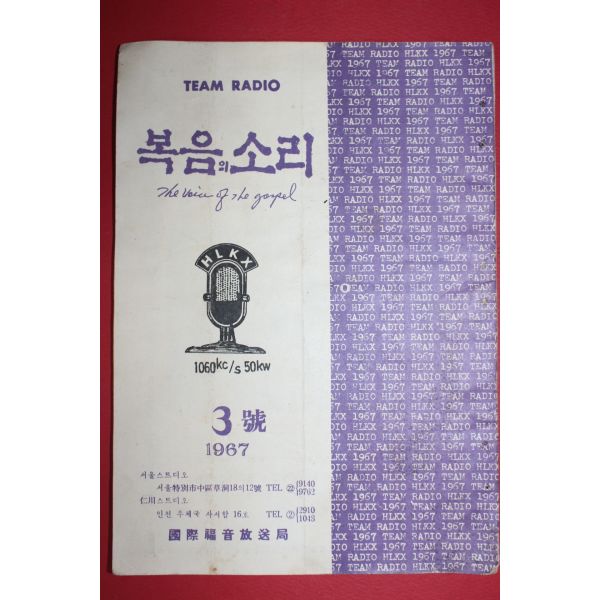 TEAM RADIO
복음의소리
The Voice of the gospel
HLKX
1060kc/s 50kw
3號
1967
서울스트디오
서울特別市中區草洞18의12號 TEL ㉒ 9140
9762
仁川스트디오
인천 우체국 사서함 16호 TEL ② 2910
1048
國際福音放送局
TEAM RADIO HLKX 1967